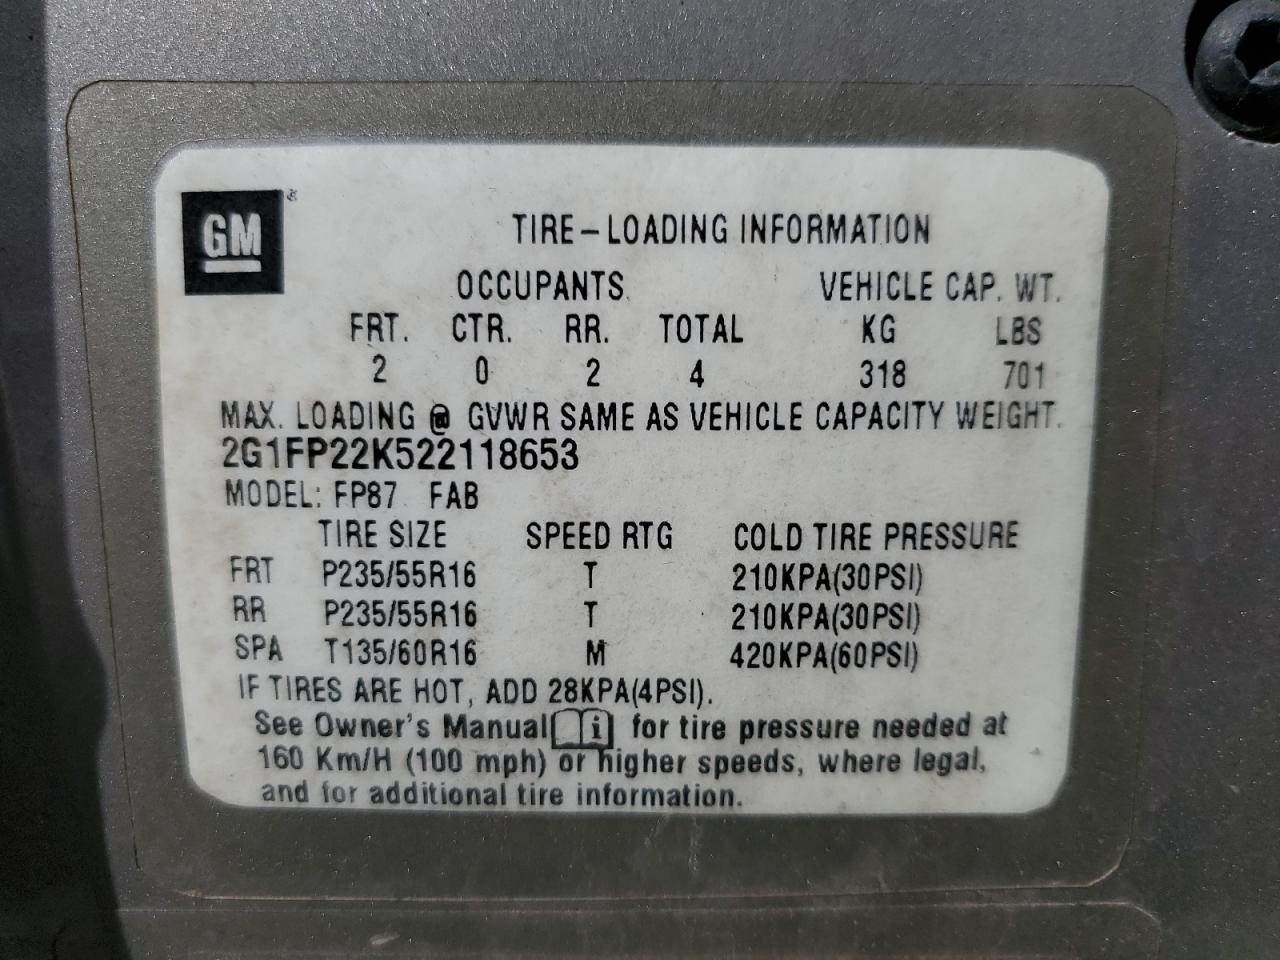 GM ®
TIRE-LOADING INFORMATION
OCCUPANTS VEHICLE CAP. WT.
FRT. CTR. RR. TOTAL KG LBS
2 0 2 4 318 701
MAX. LOADING @ GVWR SAME AS VEHICLE CAPACITY WEIGHT.
2G1FP22K522118653
MODEL: FP87 FAB
TIRE SIZE SPEED RTG COLD TIRE PRESSURE
FRT P235/55R16 T 210KPA(30PSI)
RR P235/55R16 T 210KPA(30PSI)
SPA T135/60R16 M 420KPA(60PSI)
IF TIRES ARE HOT, ADD 28KPA(4PSI).
See Owner's Manual i for tire pressure needed at
160 Km/H (100 mph) or higher speeds, where legal,
and for additional tire information.